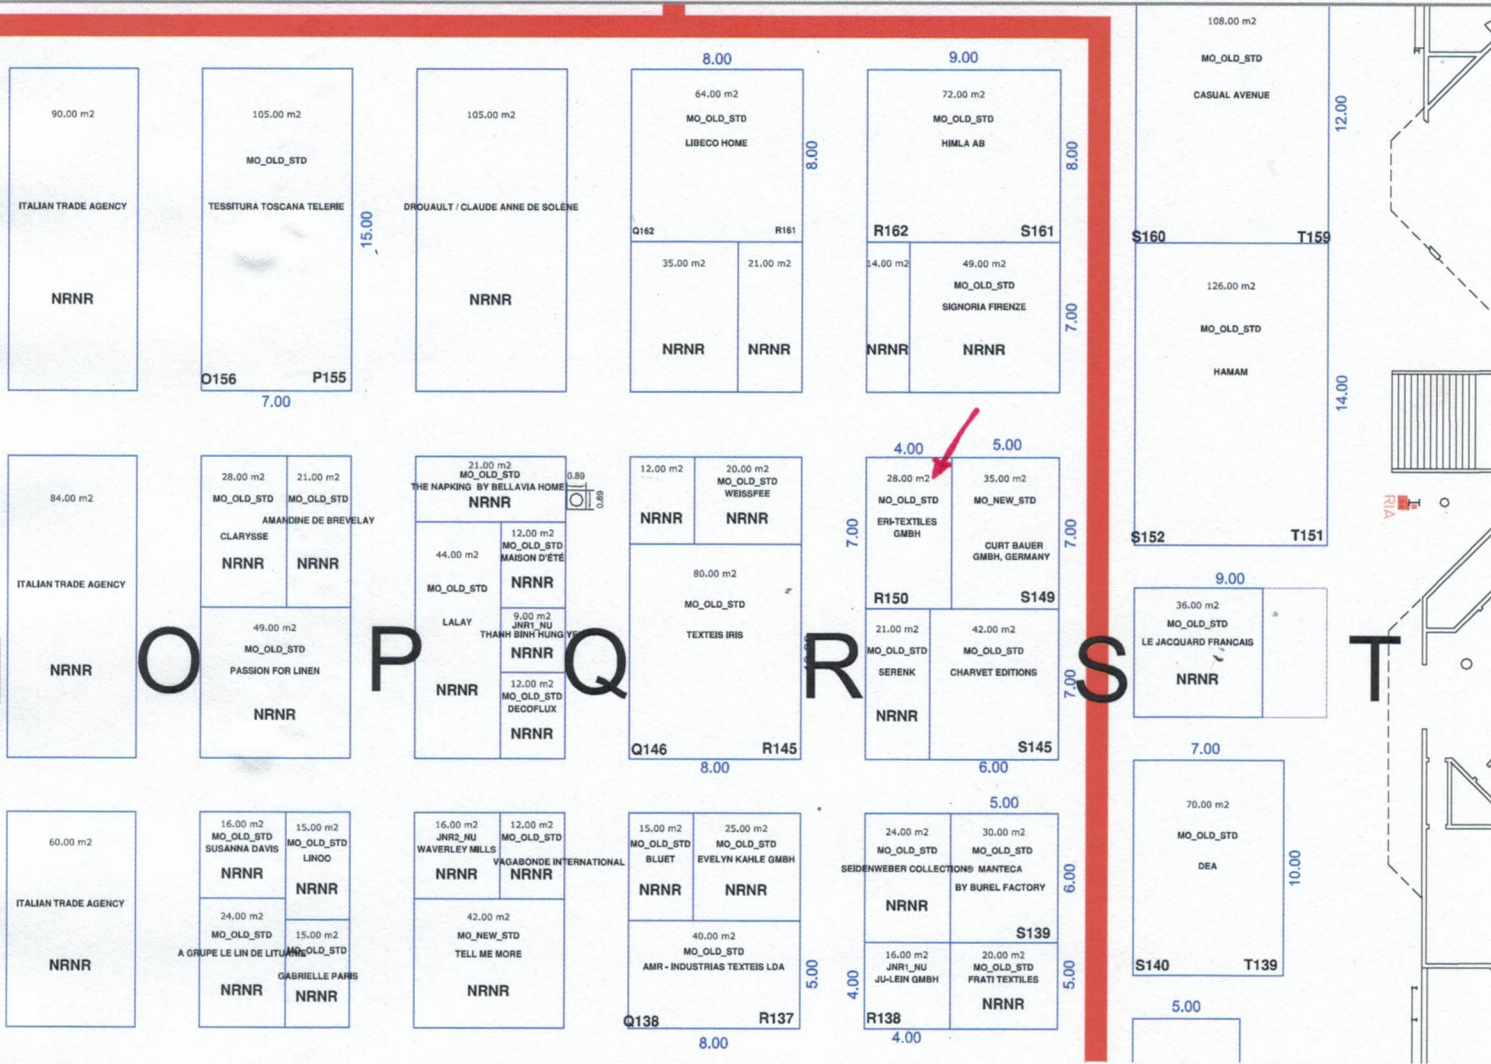 8.00
9.00
90.00 m2
ITALIAN TRADE AGENCY
NRNR
105.00 m2
MO_OLD_STD
TESSITURA TOSCANA TELERIE
O156
P155
15.00
7.00
105.00 m2
DROUAULT / CLAUDE ANNE DE SOLÈNE
NRNR
64.00 m2
MO_OLD_STD
LIBECO HOME
Q162
R161
8.00
35.00 m2
NRNR
21.00 m2
NRNR
72.00 m2
MO_OLD_STD
HIMLA AB
R162
S161
8.00
14.00 m2
NRNR
49.00 m2
MO_OLD_STD
SIGNORIA FIRENZE
NRNR
7.00
108.00 m2
MO_OLD_STD
CASUAL AVENUE
S160
T159
12.00
126.00 m2
MO_OLD_STD
HAMAM
S152
T151
14.00
84.00 m2
ITALIAN TRADE AGENCY
NRNR
28.00 m2
MO_OLD_STD
CLARYSSE
NRNR
21.00 m2
MO_OLD_STD
AMANDINE DE BREVELAY
NRNR
49.00 m2
MO_OLD_STD
PASSION FOR LINEN
NRNR
21.00 m2
MO_OLD_STD
THE NAPKING BY BELLAVIA HOME
NRNR
0.89
0.89
44.00 m2
MO_OLD_STD
LALAY
NRNR
12.00 m2
MO_OLD_STD
MAISON D'ÉTÉ
NRNR
9.00 m2
JNR1_NU
THANH BINH HUNG
NRNR
12.00 m2
MO_OLD_STD
DECOFLUX
NRNR
12.00 m2
NRNR
20.00 m2
MO_OLD_STD
WEISSFEE
NRNR
80.00 m2
MO_OLD_STD
TEXTEIS IRIS
Q146
R145
8.00
4.00
5.00
28.00 m2
MO_OLD_STD
ERI-TEXTILES
GMBH
R150
7.00
35.00 m2
MO_NEW_STD
CURT BAUER
GMBH, GERMANY
S149
7.00
21.00 m2
MO_OLD_STD
SERENK
NRNR
42.00 m2
MO_OLD_STD
CHARVET EDITIONS
S145
7.00
6.00
RIA
9.00
36.00 m2
MO_OLD_STD
LE JACQUARD FRANCAIS
NRNR
O P Q R S T
60.00 m2
ITALIAN TRADE AGENCY
NRNR
16.00 m2
MO_OLD_STD
SUSANNA DAVIS
NRNR
15.00 m2
MO_OLD_STD
LINOO
NRNR
24.00 m2
MO_OLD_STD
A GRUPE LE LIN DE LITUANIE
NRNR
15.00 m2
MO_OLD_STD
GABRIELLE PARIS
NRNR
16.00 m2
JNR2_NU
WAVERLEY MILLS
NRNR
12.00 m2
MO_OLD_STD
VAGABONDE INTERNATIONAL
NRNR
42.00 m2
MO_NEW_STD
TELL ME MORE
NRNR
15.00 m2
MO_OLD_STD
BLUET
NRNR
25.00 m2
MO_OLD_STD
EVELYN KAHLE GMBH
NRNR
40.00 m2
MO_OLD_STD
AMR - INDUSTRIAS TEXTEIS LDA
Q138
R137
5.00
8.00
5.00
24.00 m2
MO_OLD_STD
SEIDENWEBER COLLECTION®
NRNR
30.00 m2
MO_OLD_STD
MANTECA
BY BUREL FACTORY
S139
6.00
16.00 m2
JNR1_NU
JU-LEIN GMBH
R138
4.00
4.00
20.00 m2
MO_OLD_STD
FRATI TEXTILES
NRNR
5.00
7.00
70.00 m2
MO_OLD_STD
DEA
S140
T139
10.00
5.00